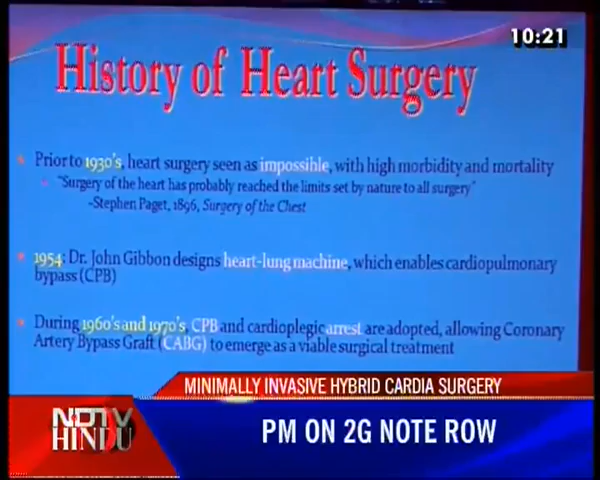 10:21
History of Heart Surgery
Prior to 1930's, heart surgery seen as impossible, with high morbidity and mortality
"Surgery of the heart has probably reached the limits set by nature to all surgery"
-Stephen Paget, 1896, Surgery of the Chest
1954: Dr. John Gibbon designs heart-lung machine, which enables cardiopulmonary
bypass (CPB)
During 1960's and 1970's, CPB and cardioplegic arrest are adopted, allowing Coronary
Artery Bypass Graft (CABG) to emerge as a viable surgical treatment
MINIMALLY INVASIVE HYBRID CARDIA SURGERY
NDTV
HINDU
PM ON 2G NOTE ROW